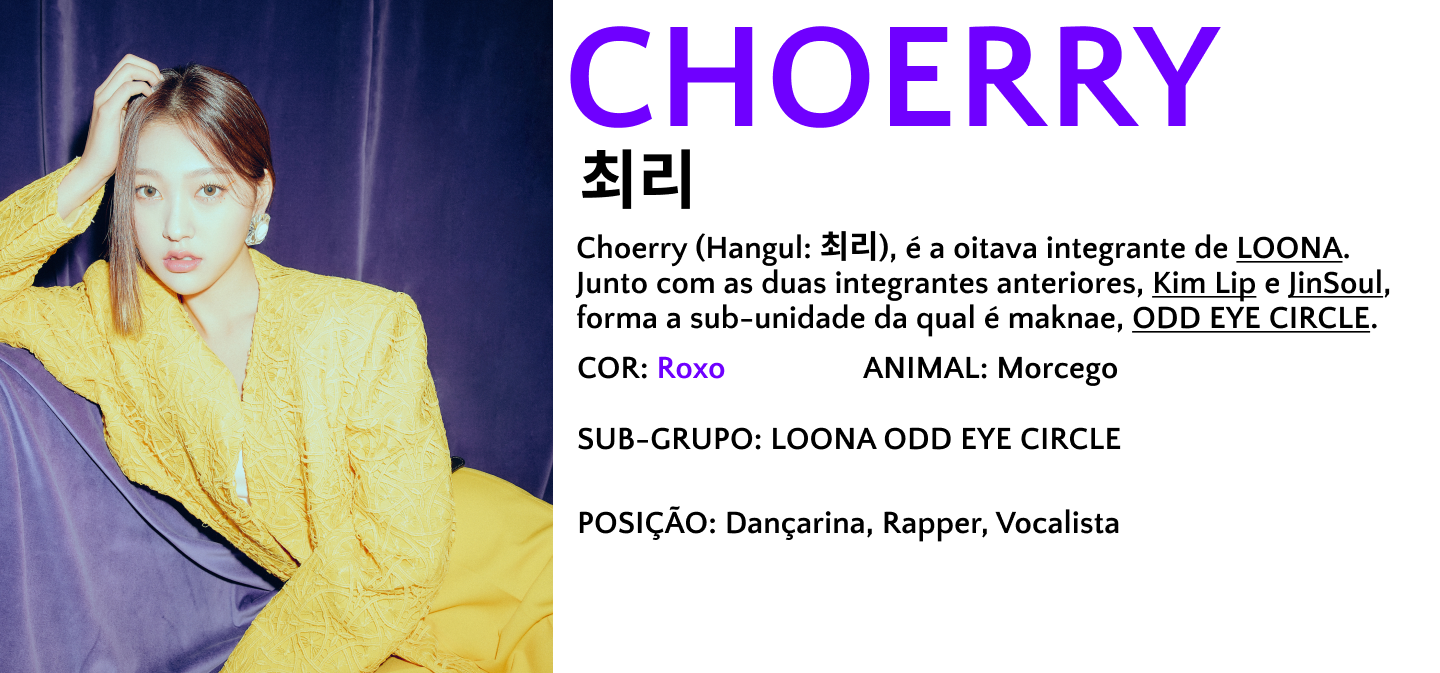 CHOERRY
최리
Choerry (Hangul: 최리), é a oitava integrante de LOONA.
Junto com as duas integrantes anteriores, Kim Lip e JinSoul,
forma a sub-unidade da qual é maknae, ODD EYE CIRCLE.
COR: Roxo ANIMAL: Morcego
SUB-GRUPO: LOONA ODD EYE CIRCLE
POSIÇÃO: Dançarina, Rapper, Vocalista